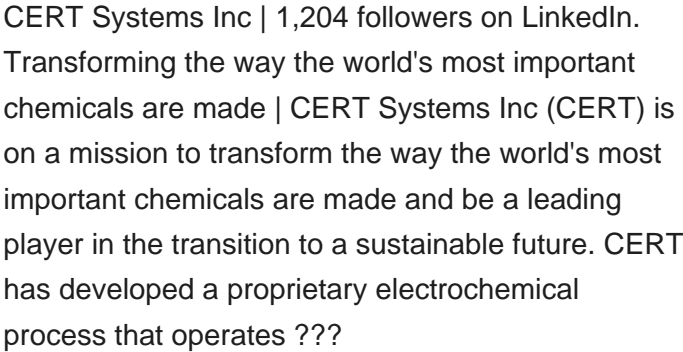 CERT Systems Inc | 1,204 followers on LinkedIn.
Transforming the way the world's most important
chemicals are made | CERT Systems Inc (CERT) is
on a mission to transform the way the world's most
important chemicals are made and be a leading
player in the transition to a sustainable future. CERT
has developed a proprietary electrochemical
process that operates ???